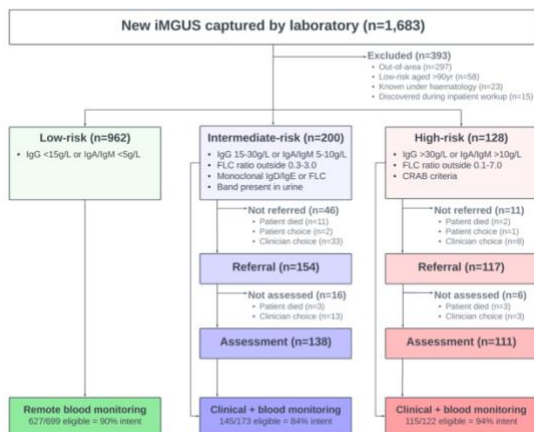 New iMGUS captured by laboratory (n=1,683)
Excluded (n=393)
• Out-of-area (n=297)
• Low-risk aged >90yr (n=58)
• Known under haematology (n=23)
• Discovered during inpatient workup (n=15)
Low-risk (n=962)
• IgG <15g/L or IgA/IgM <5g/L
Intermediate-risk (n=200)
• IgG 15-30g/L or IgA/IgM 5-10g/L
• FLC ratio outside 0.3-3.0
• Monoclonal IgD/IgE or FLC
• Band present in urine
High-risk (n=128)
• IgG >30g/L or IgA/IgM >10g/L
• FLC ratio outside 0.1-7.0
• CRAB criteria
Not referred (n=46)
• Patient died (n=11)
• Patient choice (n=2)
• Clinician choice (n=33)
Not referred (n=11)
• Patient died (n=2)
• Patient choice (n=1)
• Clinician choice (n=8)
Referral (n=154)
Referral (n=117)
Not assessed (n=16)
• Patient died (n=3)
• Clinician choice (n=13)
Not assessed (n=6)
• Patient died (n=3)
• Clinician choice (n=3)
Assessment (n=138)
Assessment (n=111)
Remote blood monitoring
627/699 eligible = 90% intent
Clinical + blood monitoring
145/173 eligible = 84% intent
Clinical + blood monitoring
115/122 eligible = 94% intent